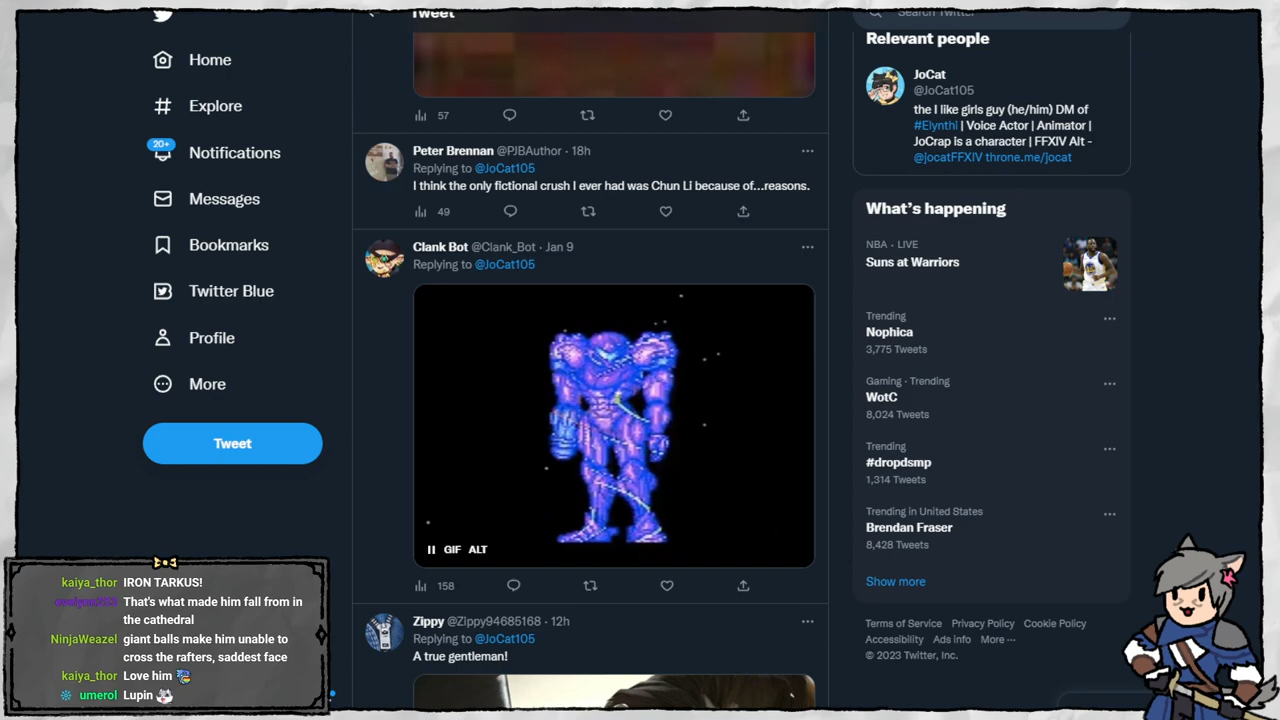 Home
Explore
20+
Notifications
Messages
Bookmarks
Twitter Blue
Profile
More
Tweet
Tweet
57
Peter Brennan @PJBAuthor · 18h
Replying to @JoCat105
I think the only fictional crush I ever had was Chun Li because of...reasons.
49
Clank Bot @Clank_Bot · Jan 9
Replying to @JoCat105
GIF ALT
158
Zippy @Zippy94685168 · 12h
Replying to @JoCat105
A true gentleman!
Search Twitter
Relevant people
JoCat
@JoCat105
the I like girls guy (he/him) DM of
#Elynthi | Voice Actor | Animator |
JoCrap is a character | FFXIV Alt -
@jocatFFXIV throne.me/jocat
What's happening
NBA · LIVE
Suns at Warriors
Trending
Nophica
3,775 Tweets
Gaming · Trending
WotC
8,024 Tweets
Trending
#dropdsmp
1,314 Tweets
Trending in United States
Brendan Fraser
8,428 Tweets
Show more
Terms of Service Privacy Policy Cookie Policy
Accessibility Ads info More ···
© 2023 Twitter, Inc.
kaiya_thor IRON TARKUS!
That's what made him fall from in
the cathedral
NinjaWeazel giant balls make him unable to
cross the rafters, saddest face
kaiya_thor Love him
umerol Lupin